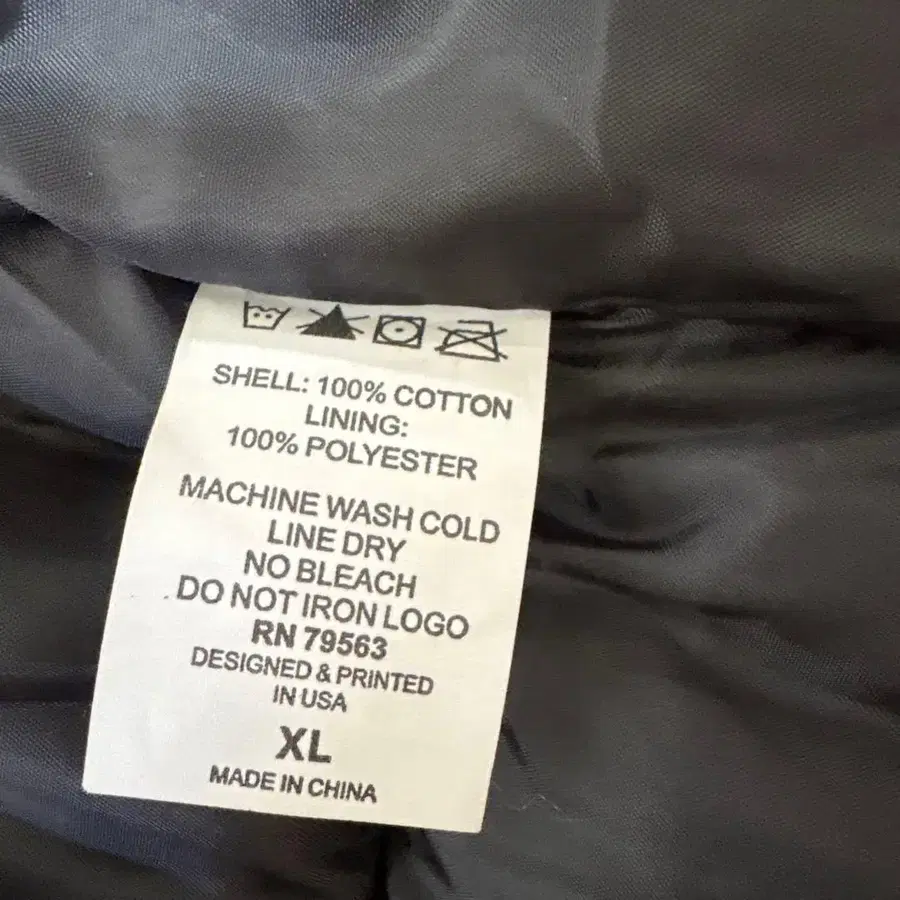 SHELL: 100% COTTON
LINING:
100% POLYESTER
MACHINE WASH COLD
LINE DRY
NO BLEACH
DO NOT IRON LOGO
RN 79563
DESIGNED & PRINTED
IN USA
XL
MADE IN CHINA